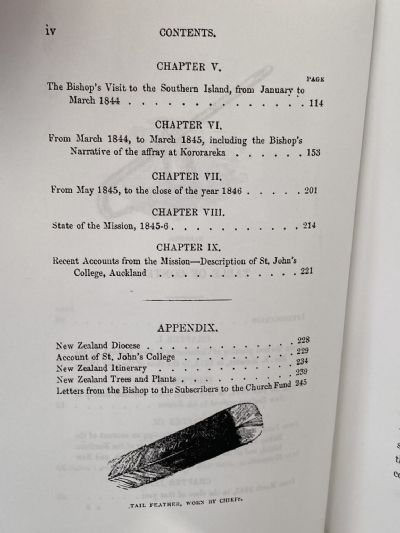 iv CONTENTS.
CHAPTER V.
PAGE
The Bishop's Visit to the Southern Island, from January to
March 1844 . . . . . . . . . . . . . . 114
CHAPTER VI.
From March 1844, to March 1845, including the Bishop's
Narrative of the affray at Kororareka . . . . . . 153
CHAPTER VII.
From May 1845, to the close of the year 1846 . . . . . 201
CHAPTER VIII.
State of the Mission, 1845-6 . . . . . . . . . . . 214
CHAPTER IX.
Recent Accounts from the Mission—Description of St. John's
College, Auckland . . . . . . . . . . . 221
APPENDIX.
New Zealand Diocese . . . . . . . . . . . . 228
Account of St. John's College . . . . . . . . . 229
New Zealand Itinerary . . . . . . . . . . . 234
New Zealand Trees and Plants . . . . . . . . . 239
Letters from the Bishop to the Subscribers to the Church Fund 245
TAIL FEATHER, WORN BY CHIEFS.